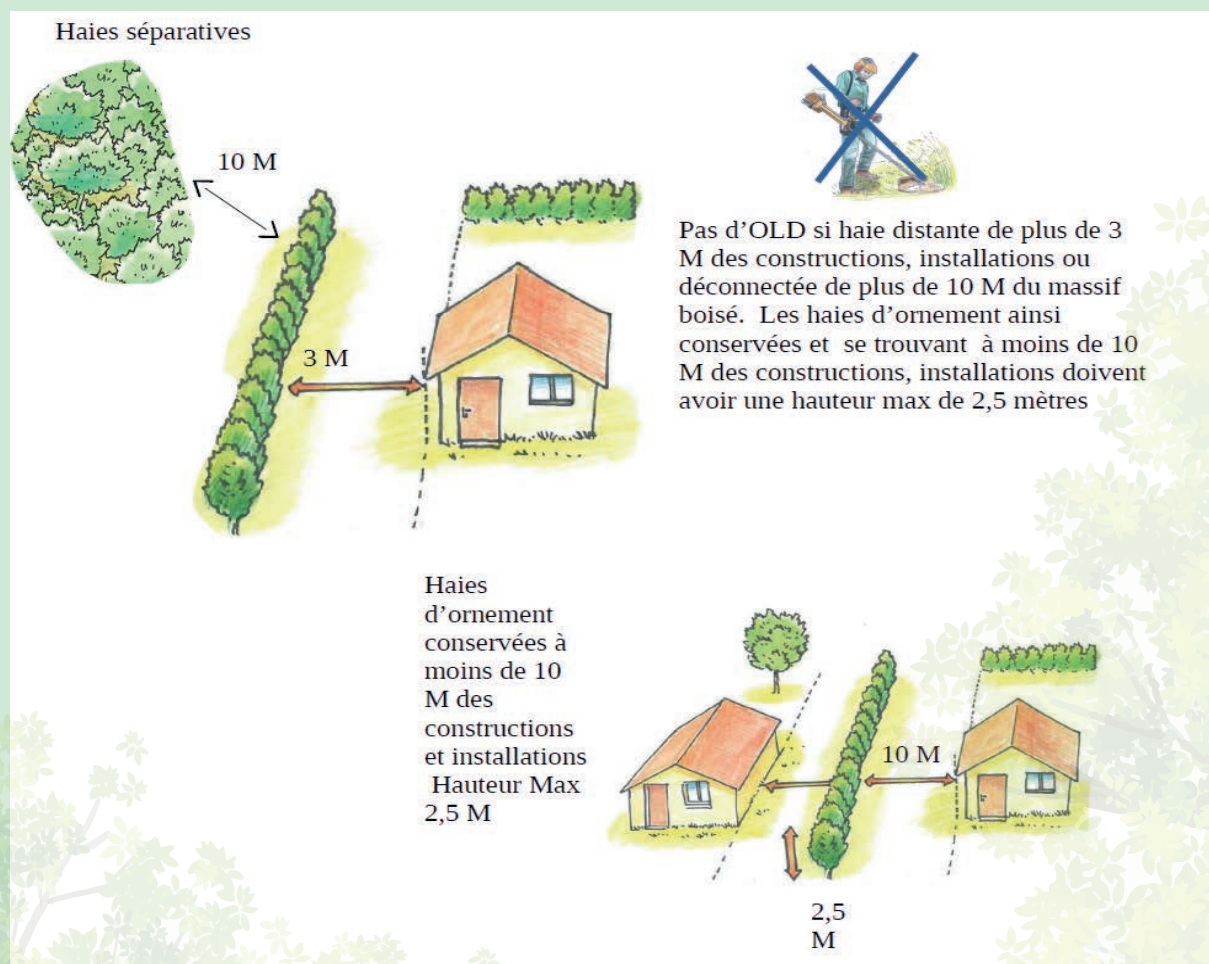 Haies séparatives
10 M
3 M
Pas d’OLD si haie distante de plus de 3
M des constructions, installations ou
déconnectée de plus de 10 M du massif
boisé.  Les haies d’ornement ainsi
conservées et  se trouvant  à moins de 10
M des constructions, installations doivent
avoir une hauteur max de 2,5 mètres
Haies
d’ornement
conservées à
moins de 10
M des
constructions
et installations
Hauteur Max
2,5 M
10 M
2,5
M